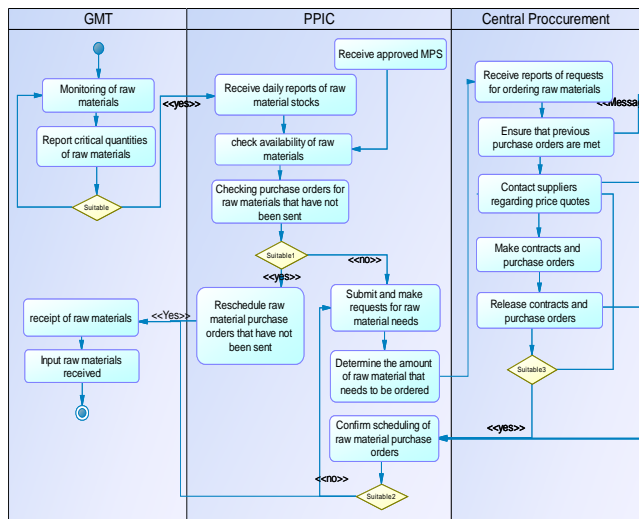 GMT
PPIC
Central Proccurement
Monitoring of raw
materials
Report critical quantities
of raw materials
Suitable
<<yes>>
receipt of raw materials
Input raw materials
received
Receive approved MPS
Receive daily reports of raw
material stocks
check availability of raw
materials
Checking purchase orders for
raw materials that have not
been sent
Suitable1
<<no>>
<<yes>>
<<Yes>>
Reschedule raw
material purchase
orders that have not
been sent
Submit and make
requests for raw
material needs
Determine the amount
of raw material that
needs to be ordered
Confirm scheduling of
raw material purchase
orders
<<no>>
Suitable2
Receive reports of requests
for ordering raw materials
<<Messag
Ensure that previous
purchase orders are met
Contact suppliers
regarding price quotes
Make contracts and
purchase orders
Release contracts and
purchase orders
Suitable3
<<yes>>